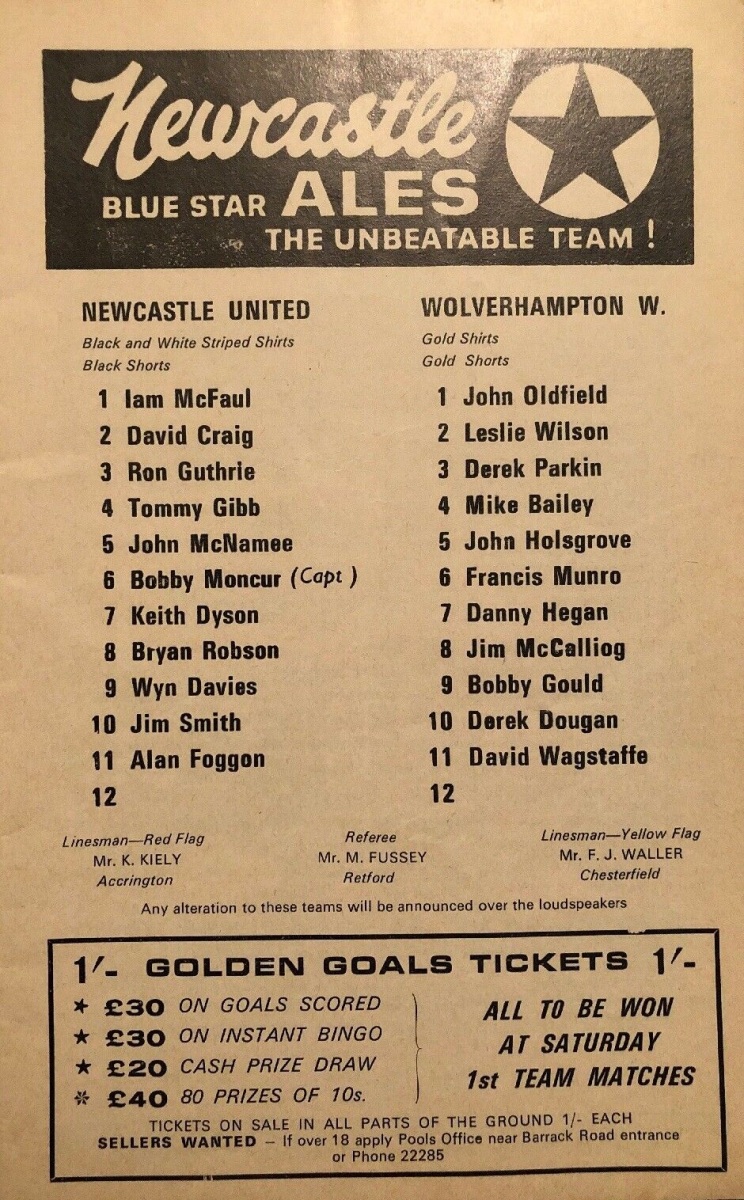 Newcastle
BLUE STAR ALES
THE UNBEATABLE TEAM !
NEWCASTLE UNITED
Black and White Striped Shirts
Black Shorts
1 Iam McFaul
2 David Craig
3 Ron Guthrie
4 Tommy Gibb
5 John McNamee
6 Bobby Moncur (Capt )
7 Keith Dyson
8 Bryan Robson
9 Wyn Davies
10 Jim Smith
11 Alan Foggon
12
WOLVERHAMPTON W.
Gold Shirts
Gold Shorts
1 John Oldfield
2 Leslie Wilson
3 Derek Parkin
4 Mike Bailey
5 John Holsgrove
6 Francis Munro
7 Danny Hegan
8 Jim McCalliog
9 Bobby Gould
10 Derek Dougan
11 David Wagstaffe
12
Linesman—Red Flag
Mr. K. KIELY
Accrington
Referee
Mr. M. FUSSEY
Retford
Linesman—Yellow Flag
Mr. F. J. WALLER
Chesterfield
Any alteration to these teams will be announced over the loudspeakers
1/- GOLDEN GOALS TICKETS 1/-
£30 ON GOALS SCORED
£30 ON INSTANT BINGO
£20 CASH PRIZE DRAW
£40 80 PRIZES OF 10s.
ALL TO BE WON
AT SATURDAY
1st TEAM MATCHES
TICKETS ON SALE IN ALL PARTS OF THE GROUND 1/- EACH
SELLERS WANTED – If over 18 apply Pools Office near Barrack Road entrance
or Phone 22285